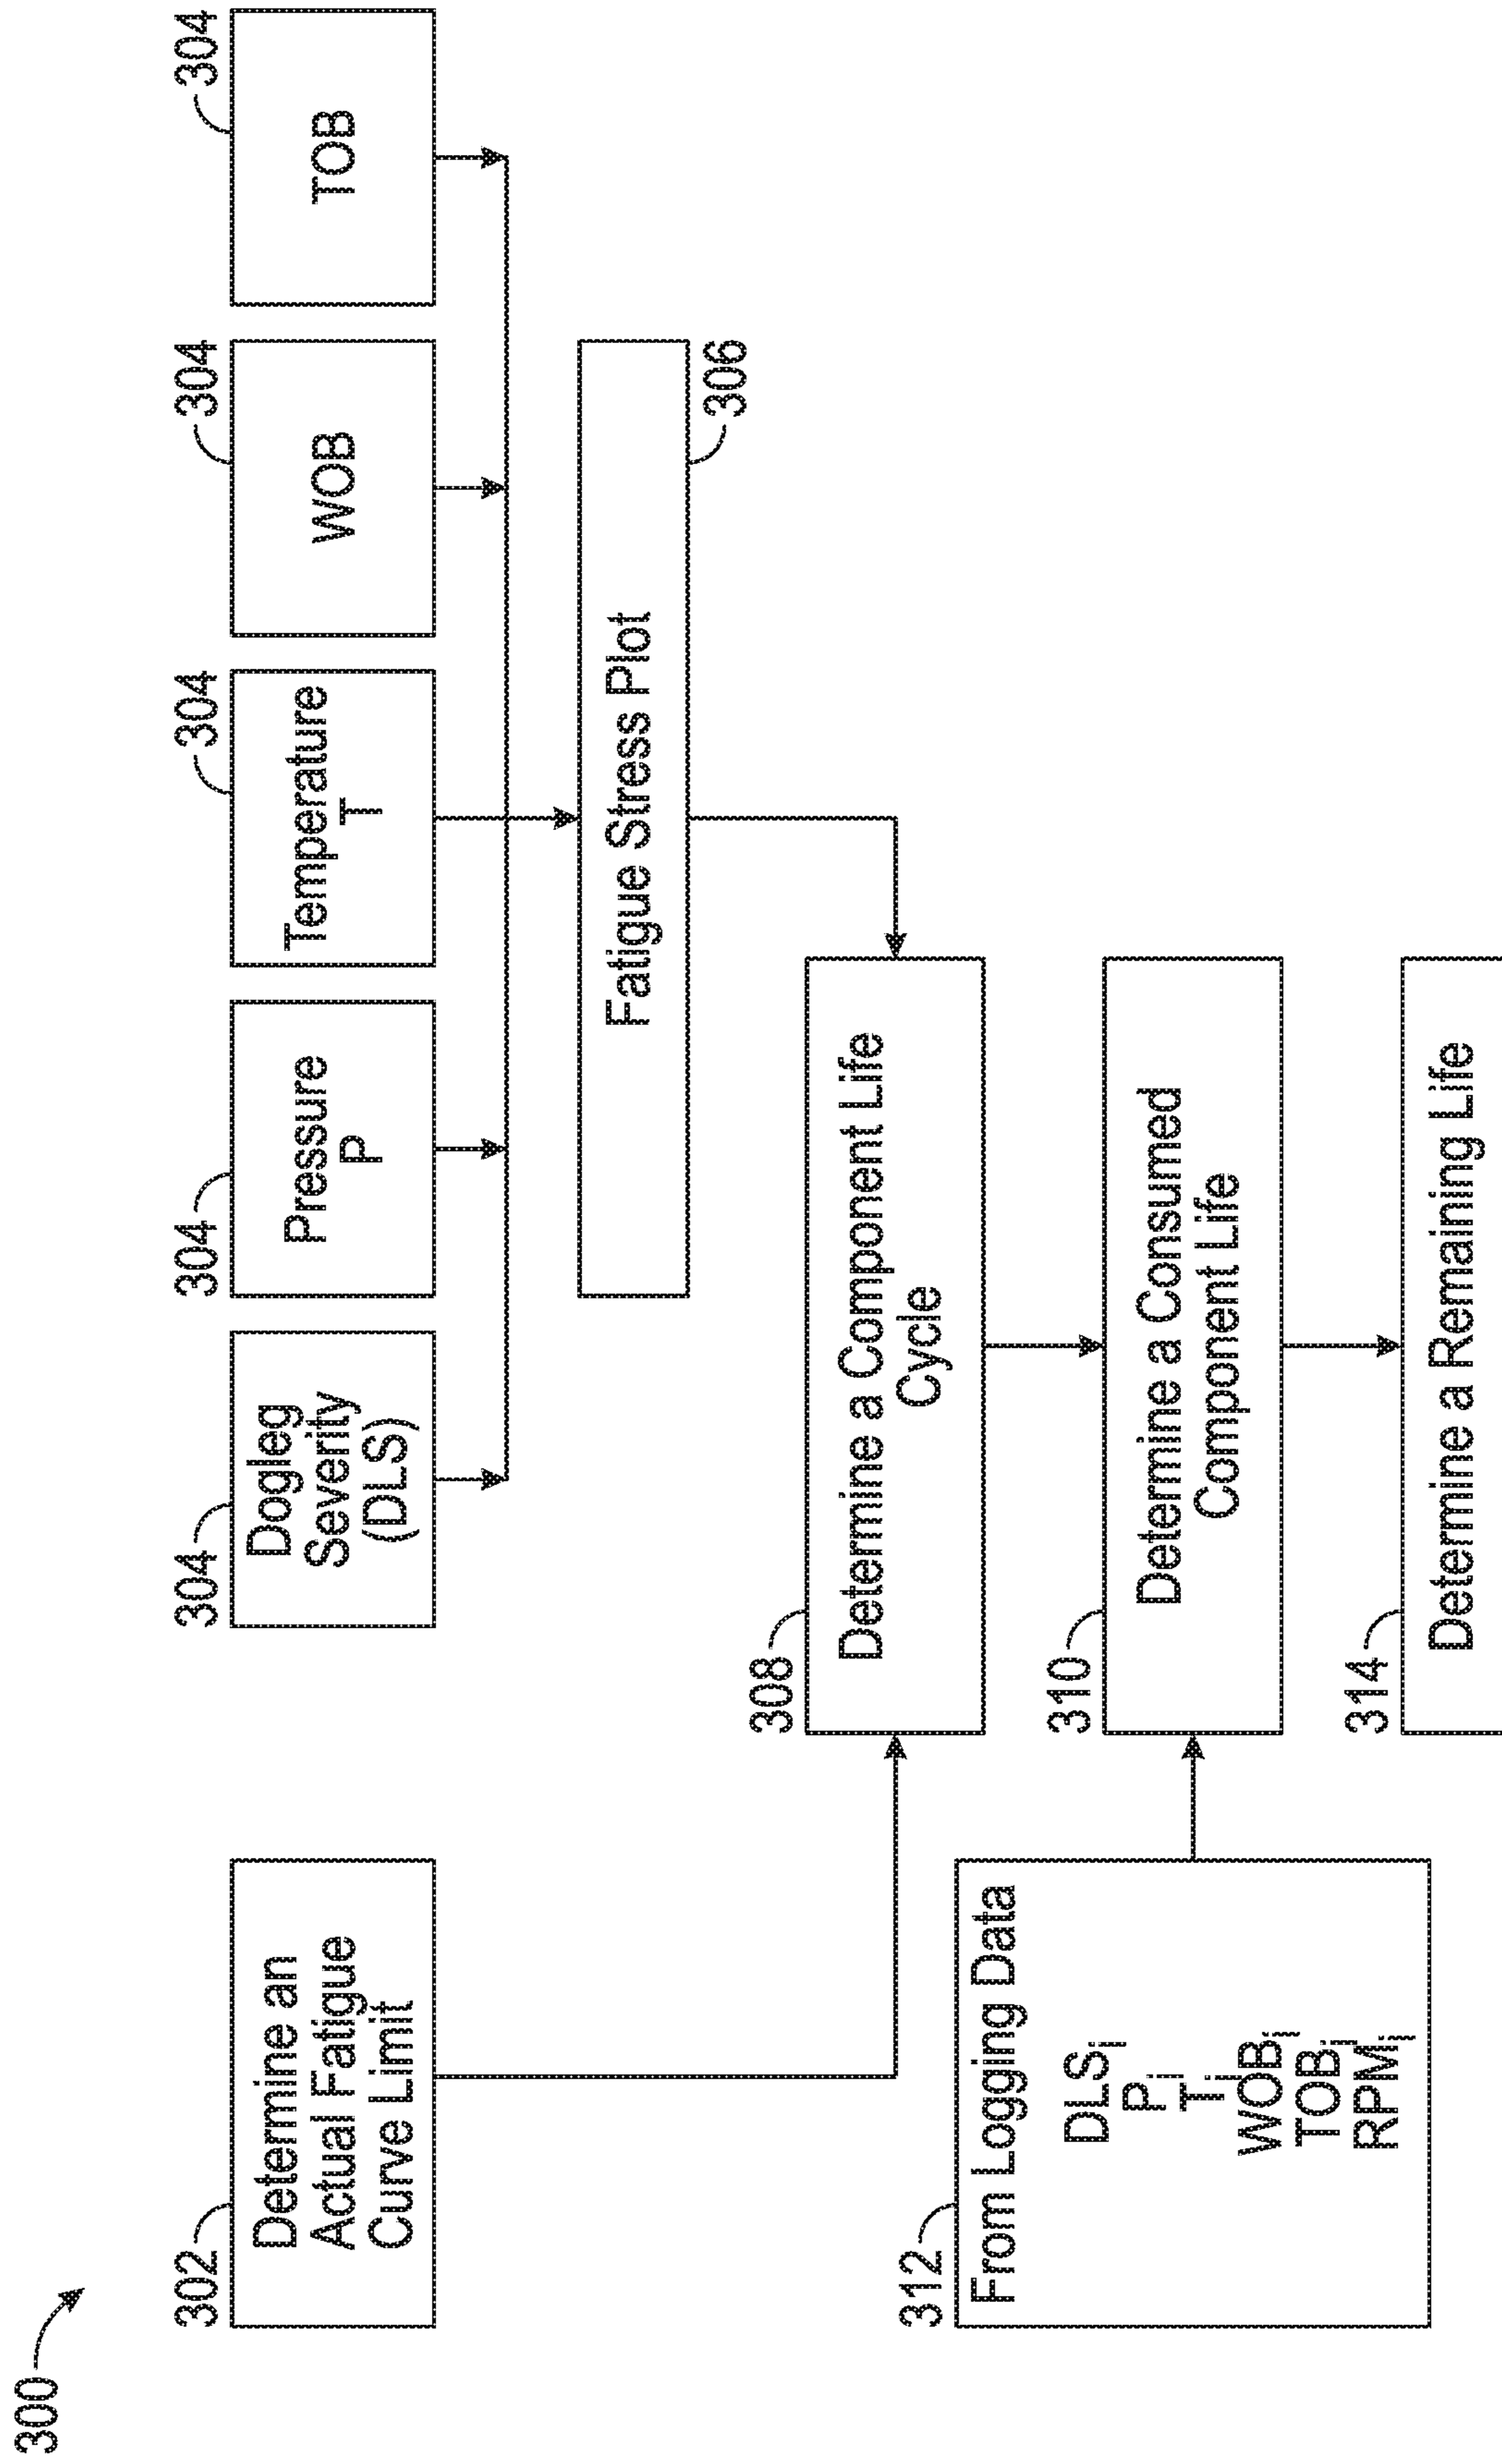 300
302
Determine an
Actual Fatigue
Curve Limit
304
Dogleg
Severity
(DLS)
304
Pressure
P
304
Temperature
T
304
WOB
304
TOB
Fatigue Stress Plot
306
308
Determine a Component Life
Cycle
312
From Logging Data
DLSi
Pi
Ti
WOBi
TOBi
RPMi
310
Determine a Consumed
Component Life
314
Determine a Remaining Life